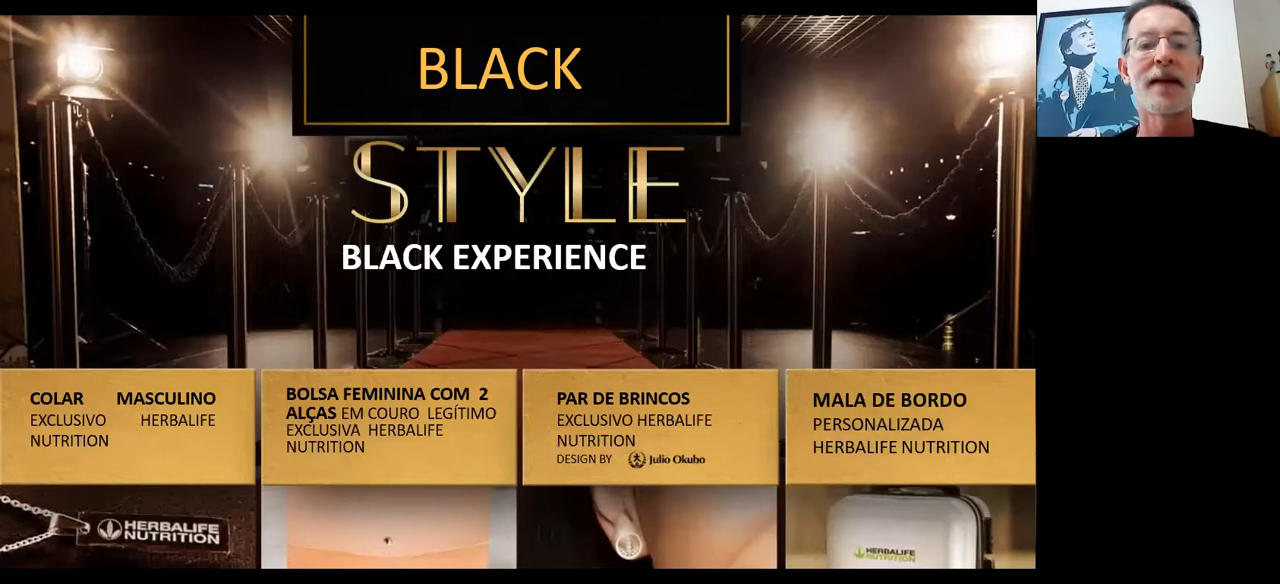 BLACK
STYLE
BLACK EXPERIENCE
COLAR MASCULINO
EXCLUSIVO HERBALIFE
NUTRITION
BOLSA FEMININA COM 2
ALÇAS EM COURO LEGÍTIMO
EXCLUSIVA HERBALIFE
NUTRITION
PAR DE BRINCOS
EXCLUSIVO HERBALIFE
NUTRITION
DESIGN BY Julio Okubo
MALA DE BORDO
PERSONALIZADA
HERBALIFE NUTRITION
HERBALIFE
NUTRITION
HERBALIFE
NUTRITION